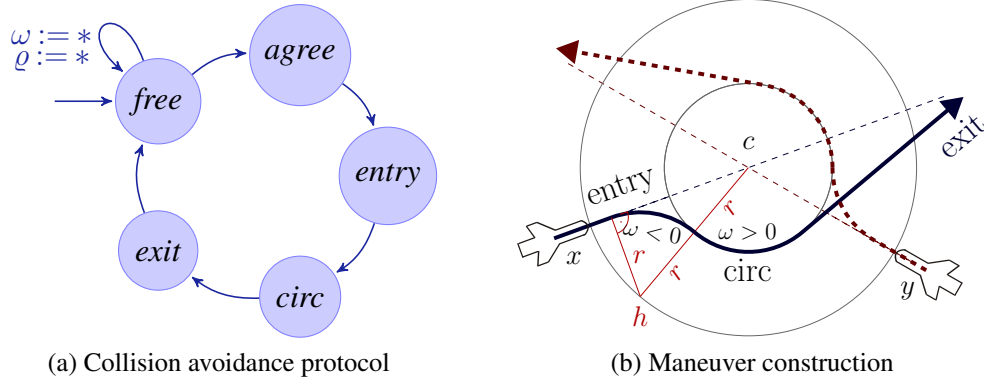 ω := ∗
ϱ := ∗
free
agree
entry
circ
exit
(a) Collision avoidance protocol
c
entry
exit
r
ω < 0
ω > 0
x
r
r
circ
y
h
(b) Maneuver construction